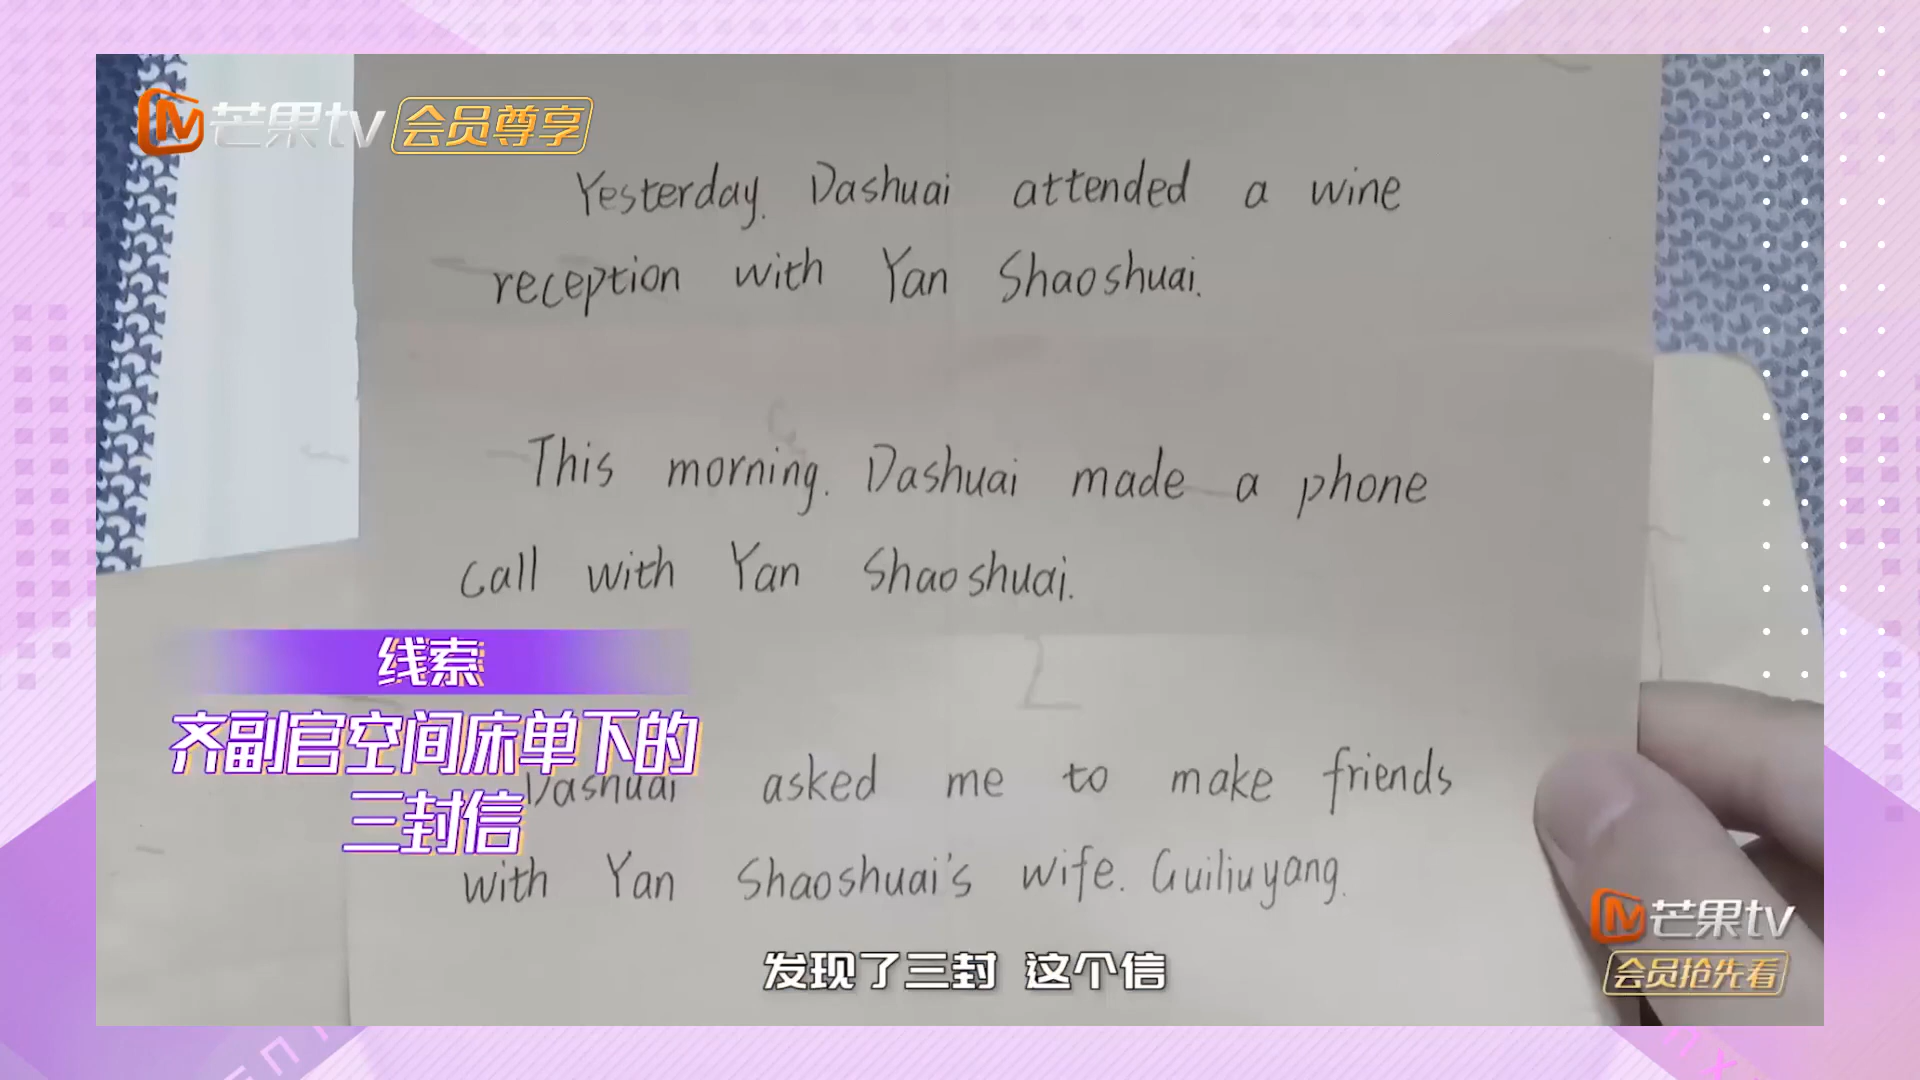 芒果tv 会员尊享
Yesterday. Dashuai attended a wine
reception with Yan Shaoshuai.
This morning. Dashuai made a phone
call with Yan Shaoshuai.
线索
齐副官空间床单下的
三封信
2
Dashuai asked me to make friends
with Yan Shaoshuai's wife. Guiliuyang.
发现了三封 这个信
芒果tv
会员抢先看